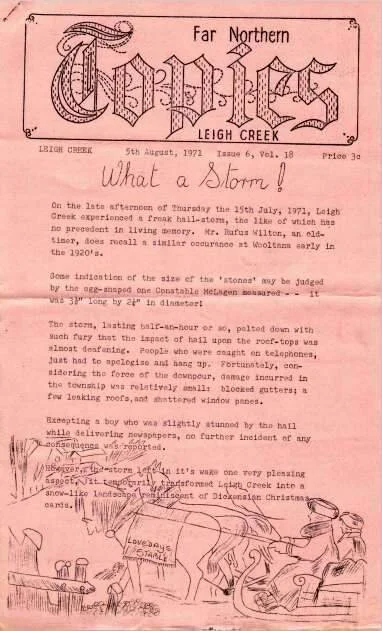 Far Northern
Topics
LEIGH CREEK
LEIGH CREEK 5th August, 1971 Issue 6, Vol. 18 Price 3c
What a Storm!
On the late afternoon of Thursday the 15th July, 1971, Leigh
Creek experienced a freak hail-storm, the like of which has
no precedent in living memory. Mr. Rufus Wilton, an old-
timer, does recall a similar occurance at Wooltana early in
the 1920's.
Some indication of the size of the 'stones' may be judged
by the egg-shaped one Constable McLagen measured - - it
was 3½" long by 2½" in diameter!
The storm, lasting half-an-hour or so, pelted down with
such fury that the impact of hail upon the roof-tops was
almost deafening. People who were caught on telephones,
just had to apologise and hang up. Fortunately, con-
sidering the force of the downpour, damage incurred in
the township was relatively small: blocked gutters; a
few leaking roofs, and shattered window panes.
Excepting a boy who was slightly stunned by the hail
while delivering newspapers, no further incident of any
consequence was reported.
However, the storm left in it's wake one very pleasing
aspect, it temporarily transformed Leigh Creek into a
snow-like landscape reminiscent of Dickensian Christmas
cards.
LOVEDAYS
STABLE